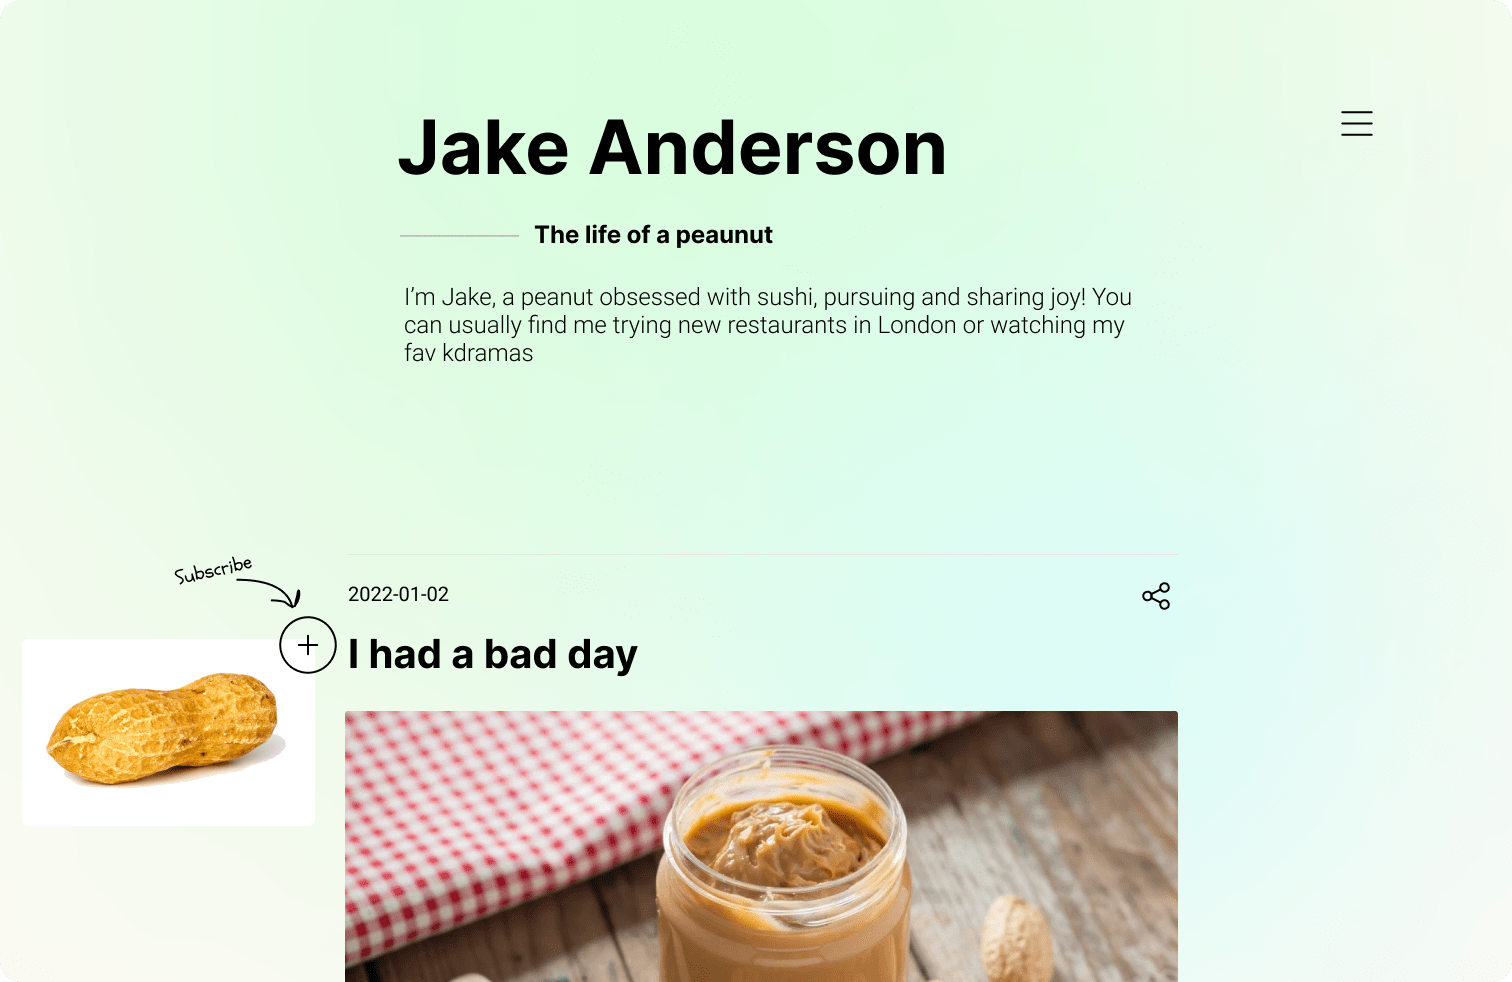 Jake Anderson
The life of a peaunut
I’m Jake, a peanut obsessed with sushi, pursuing and sharing joy! You
can usually find me trying new restaurants in London or watching my
fav kdramas
Subscribe
2022-01-02
I had a bad day